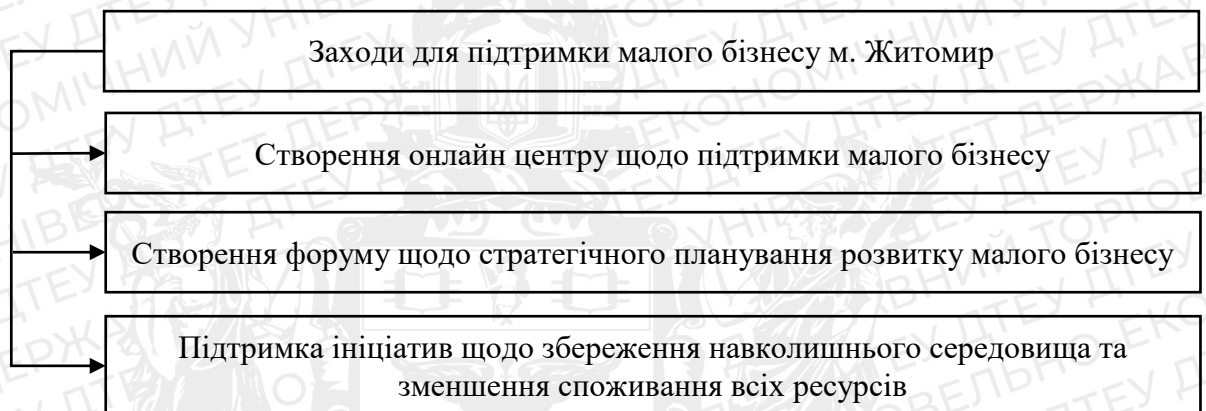 Заходи для підтримки малого бізнесу м. Житомир
Створення онлайн центру щодо підтримки малого бізнесу
Створення форуму щодо стратегічного планування розвитку малого бізнесу
Підтримка ініціатив щодо збереження навколишнього середовища та
зменшення споживання всіх ресурсів